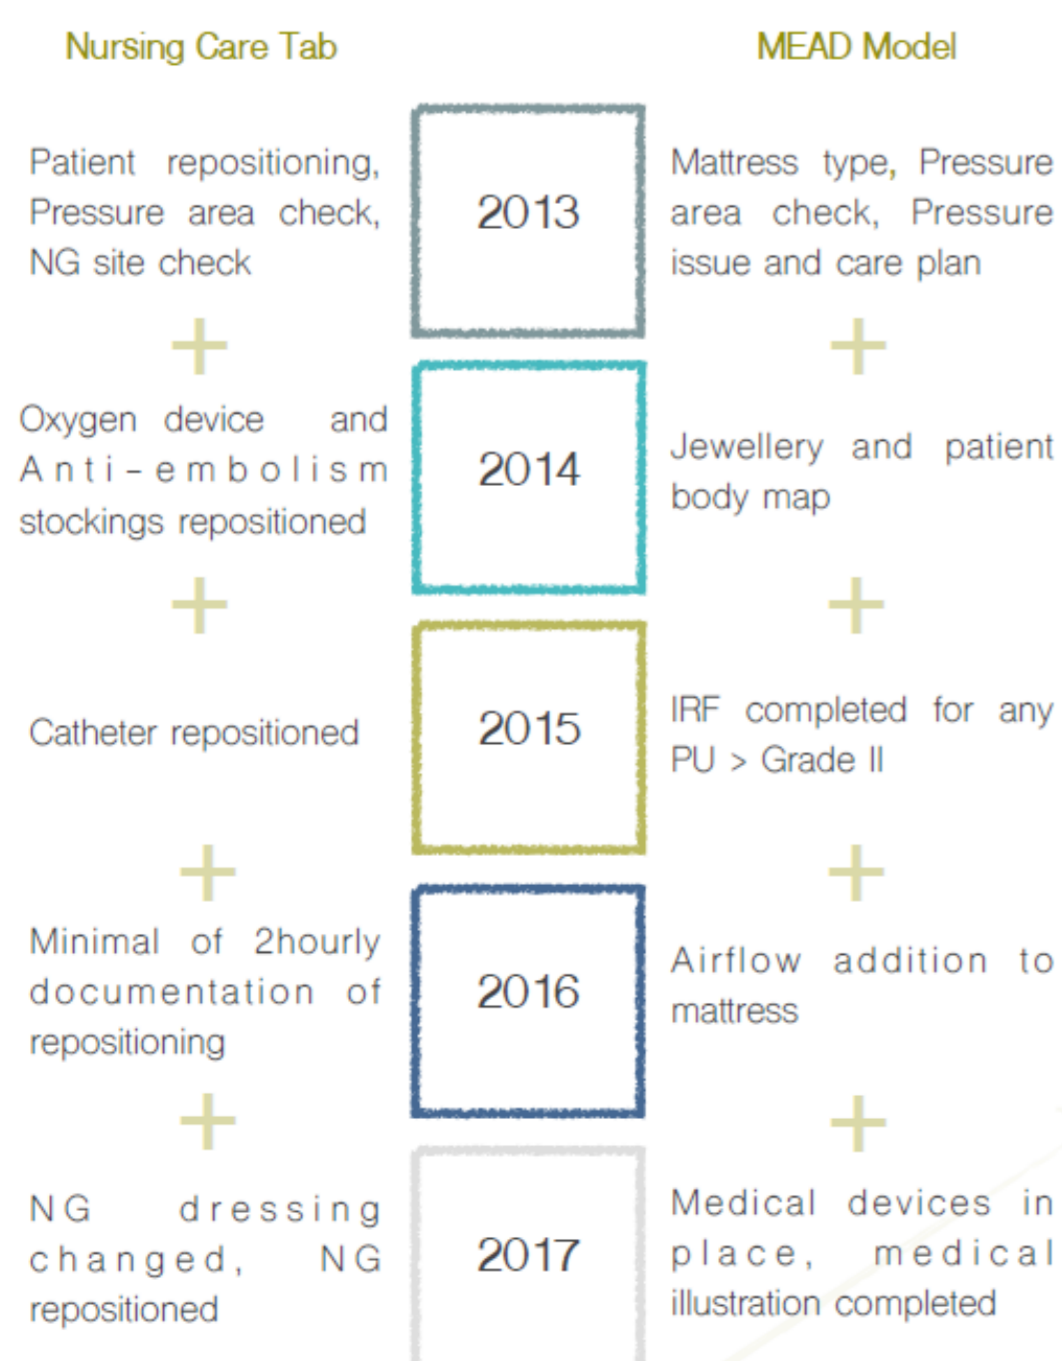 Nursing Care Tab
MEAD Model
Patient repositioning,
Pressure area check,
NG site check
2013
Mattress type, Pressure
area check, Pressure
issue and care plan
+
+
Oxygen device and
Anti-embolism
stockings repositioned
2014
Jewellery and patient
body map
+
+
Catheter repositioned
2015
IRF completed for any
PU > Grade II
+
+
Minimal of 2hourly
documentation of
repositioning
2016
Airflow addition to
mattress
+
+
NG dressing
changed, NG
repositioned
2017
Medical devices in
place, medical
illustration completed